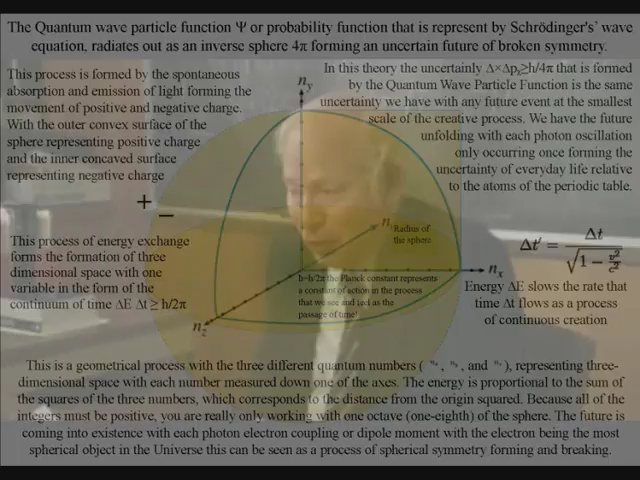 The Quantum wave particle function Ψ or probability function that is represent by Schrödinger's' wave
equation, radiates out as an inverse sphere 4π forming an uncertain future of broken symmetry.
This process is formed by the spontaneous
absorption and emission of light forming the
movement of positive and negative charge.
With the outer convex surface of the
sphere representing positive charge
and the inner concaved surface
representing negative charge
+
−
This process of energy exchange
forms the formation of three
dimensional space with one
variable in the form of the
continuum of time ΔE Δt ≥ h/2π
n_y
n_x
n_z
Radius of
the sphere
h=h/2π the Planck constant represents
a constant of action in the process
that we see and feel as the
passage of time!
In this theory the uncertainly Δ×Δpₓ≥h/4π that is formed
by the Quantum Wave Particle Function is the same
uncertainty we have with any future event at the smallest
scale of the creative process. We have the future
unfolding with each photon oscillation
only occurring once forming the
uncertainty of everyday life relative
to the atoms of the periodic table.
Δt' = Δt / √(1 − v²/c²)
Energy ΔE slows the rate that
time Δt flows as a process
of continuous creation
This is a geometrical process with the three different quantum numbers ( , , and ), representing three-
dimensional space with each number measured down one of the axes. The energy is proportional to the sum of
the squares of the three numbers, which corresponds to the distance from the origin squared. Because all of the
integers must be positive, you are really only working with one octave (one-eighth) of the sphere. The future is
coming into existence with each photon electron coupling or dipole moment with the electron being the most
spherical object in the Universe this can be seen as a process of spherical symmetry forming and breaking.